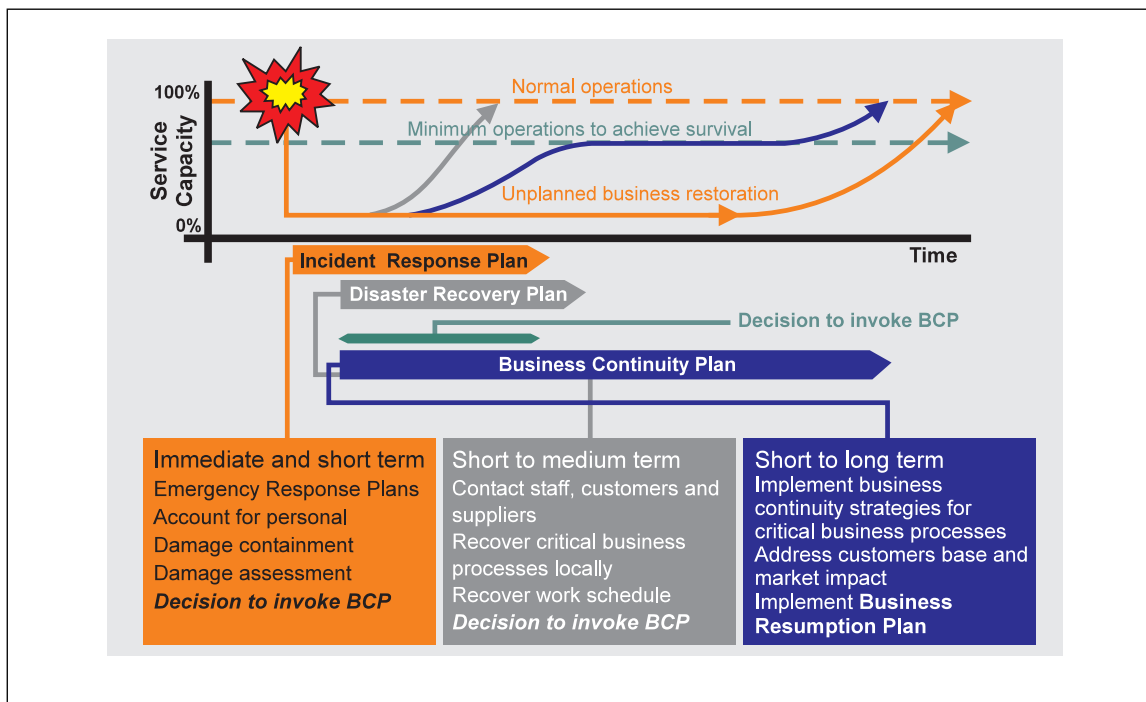 Normal operations
100%
Minimum operations to achieve survival
Service
Capacity
Unplanned business restoration
0%
Time
Incident Response Plan
Disaster Recovery Plan
Decision to invoke BCP
Business Continuity Plan
Immediate and short term
Emergency Response Plans
Account for personal
Damage containment
Damage assessment
Decision to invoke BCP
Short to medium term
Contact staff, customers and
suppliers
Recover critical business
processes locally
Recover work schedule
Decision to invoke BCP
Short to long term
Implement business
continuity strategies for
critical business processes
Address customers base and
market impact
Implement Business
Resumption Plan